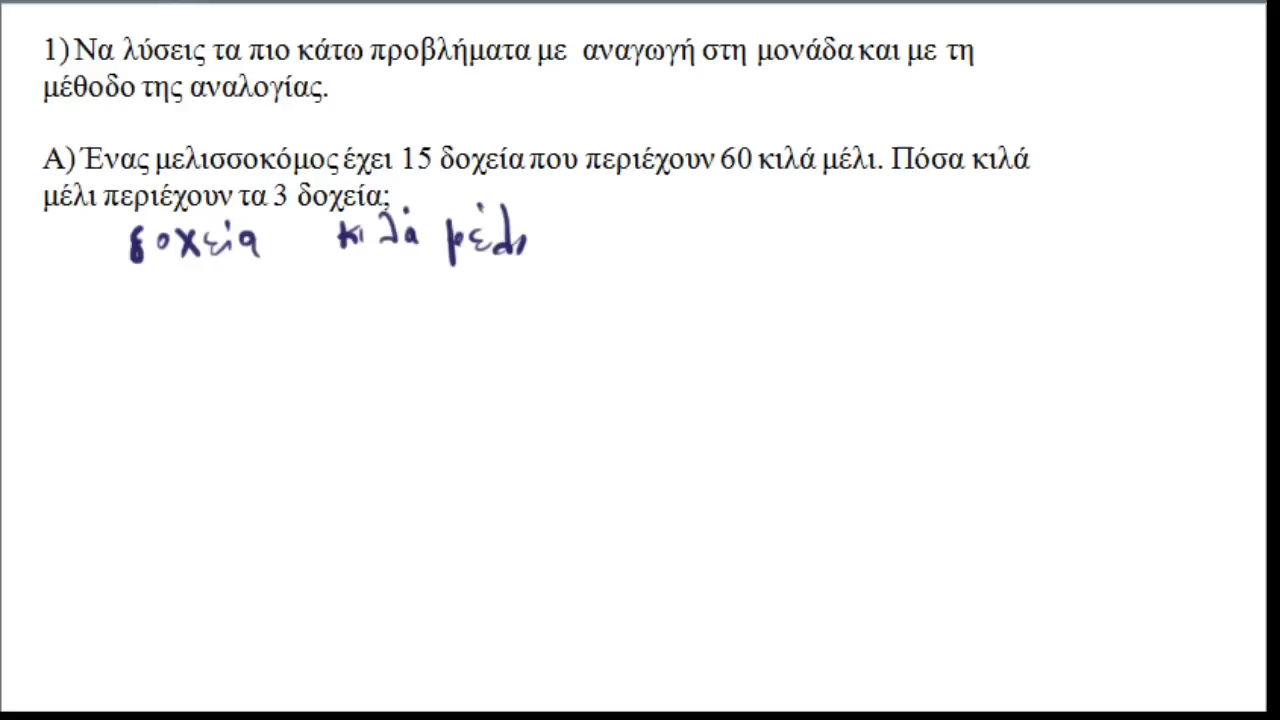 1) Να λύσεις τα πιο κάτω προβλήματα με αναγωγή στη μονάδα και με τη
μέθοδο της αναλογίας.
Α) Ένας μελισσοκόμος έχει 15 δοχεία που περιέχουν 60 κιλά μέλι. Πόσα κιλά
μέλι περιέχουν τα 3 δοχεία;
δοχεία κιλά μέλι